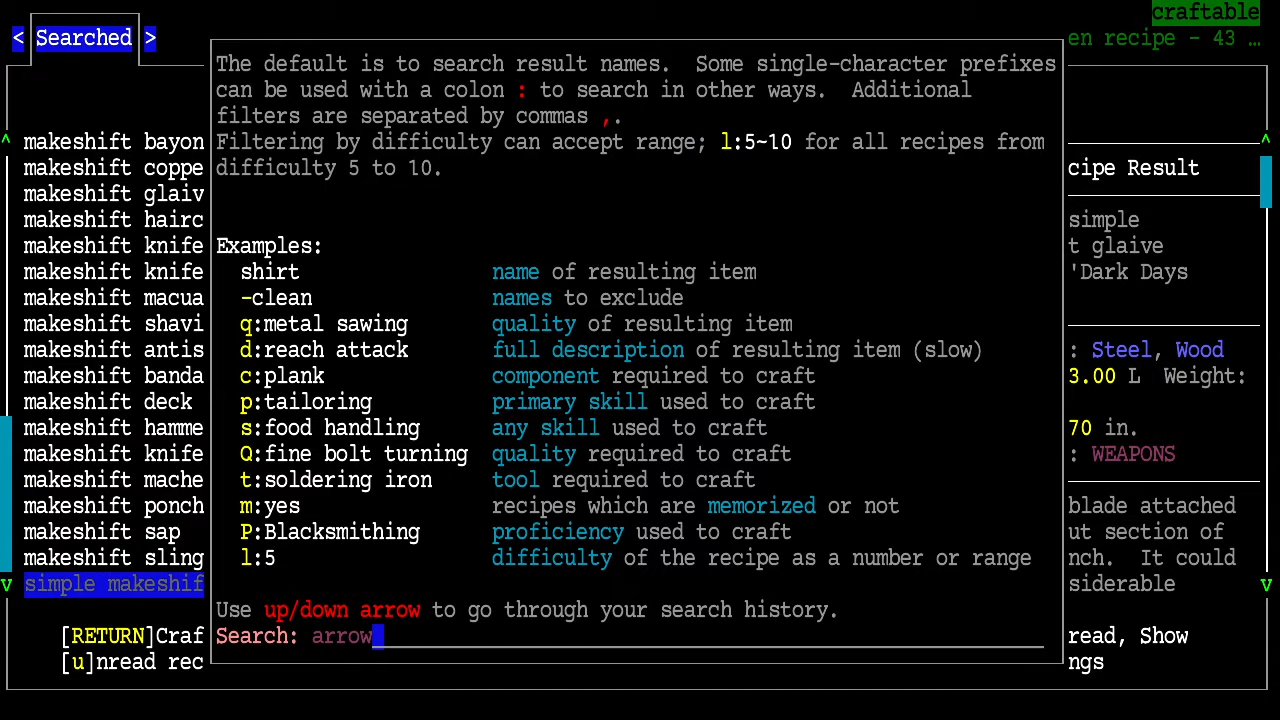 craftable
< Searched >
en recipe - 43 …
The default is to search result names.  Some single-character prefixes
can be used with a colon : to search in other ways.  Additional
filters are separated by commas ,.
^ makeshift bayon
Filtering by difficulty can accept range; l:5~10 for all recipes from
^
makeshift coppe
difficulty 5 to 10.
cipe Result
makeshift glaiv
makeshift hairc
simple
makeshift knife
Examples:
t glaive
makeshift knife
shirt name of resulting item
'Dark Days
makeshift macua
-clean names to exclude
makeshift shavi
q:metal sawing quality of resulting item
makeshift antis
d:reach attack full description of resulting item (slow)
: Steel, Wood
makeshift banda
c:plank component required to craft
3.00 L  Weight:
makeshift deck
p:tailoring primary skill used to craft
makeshift hamme
s:food handling any skill used to craft
70 in.
makeshift knife
Q:fine bolt turning quality required to craft
: WEAPONS
makeshift mache
t:soldering iron tool required to craft
makeshift ponch
m:yes recipes which are memorized or not
blade attached
makeshift sap
P:Blacksmithing proficiency used to craft
ut section of
makeshift sling
l:5 difficulty of the recipe as a number or range
nch.  It could
v simple makeshif
siderable v
Use up/down arrow to go through your search history.
[RETURN]Craf
Search: arrow
read, Show
[u]nread rec
ngs